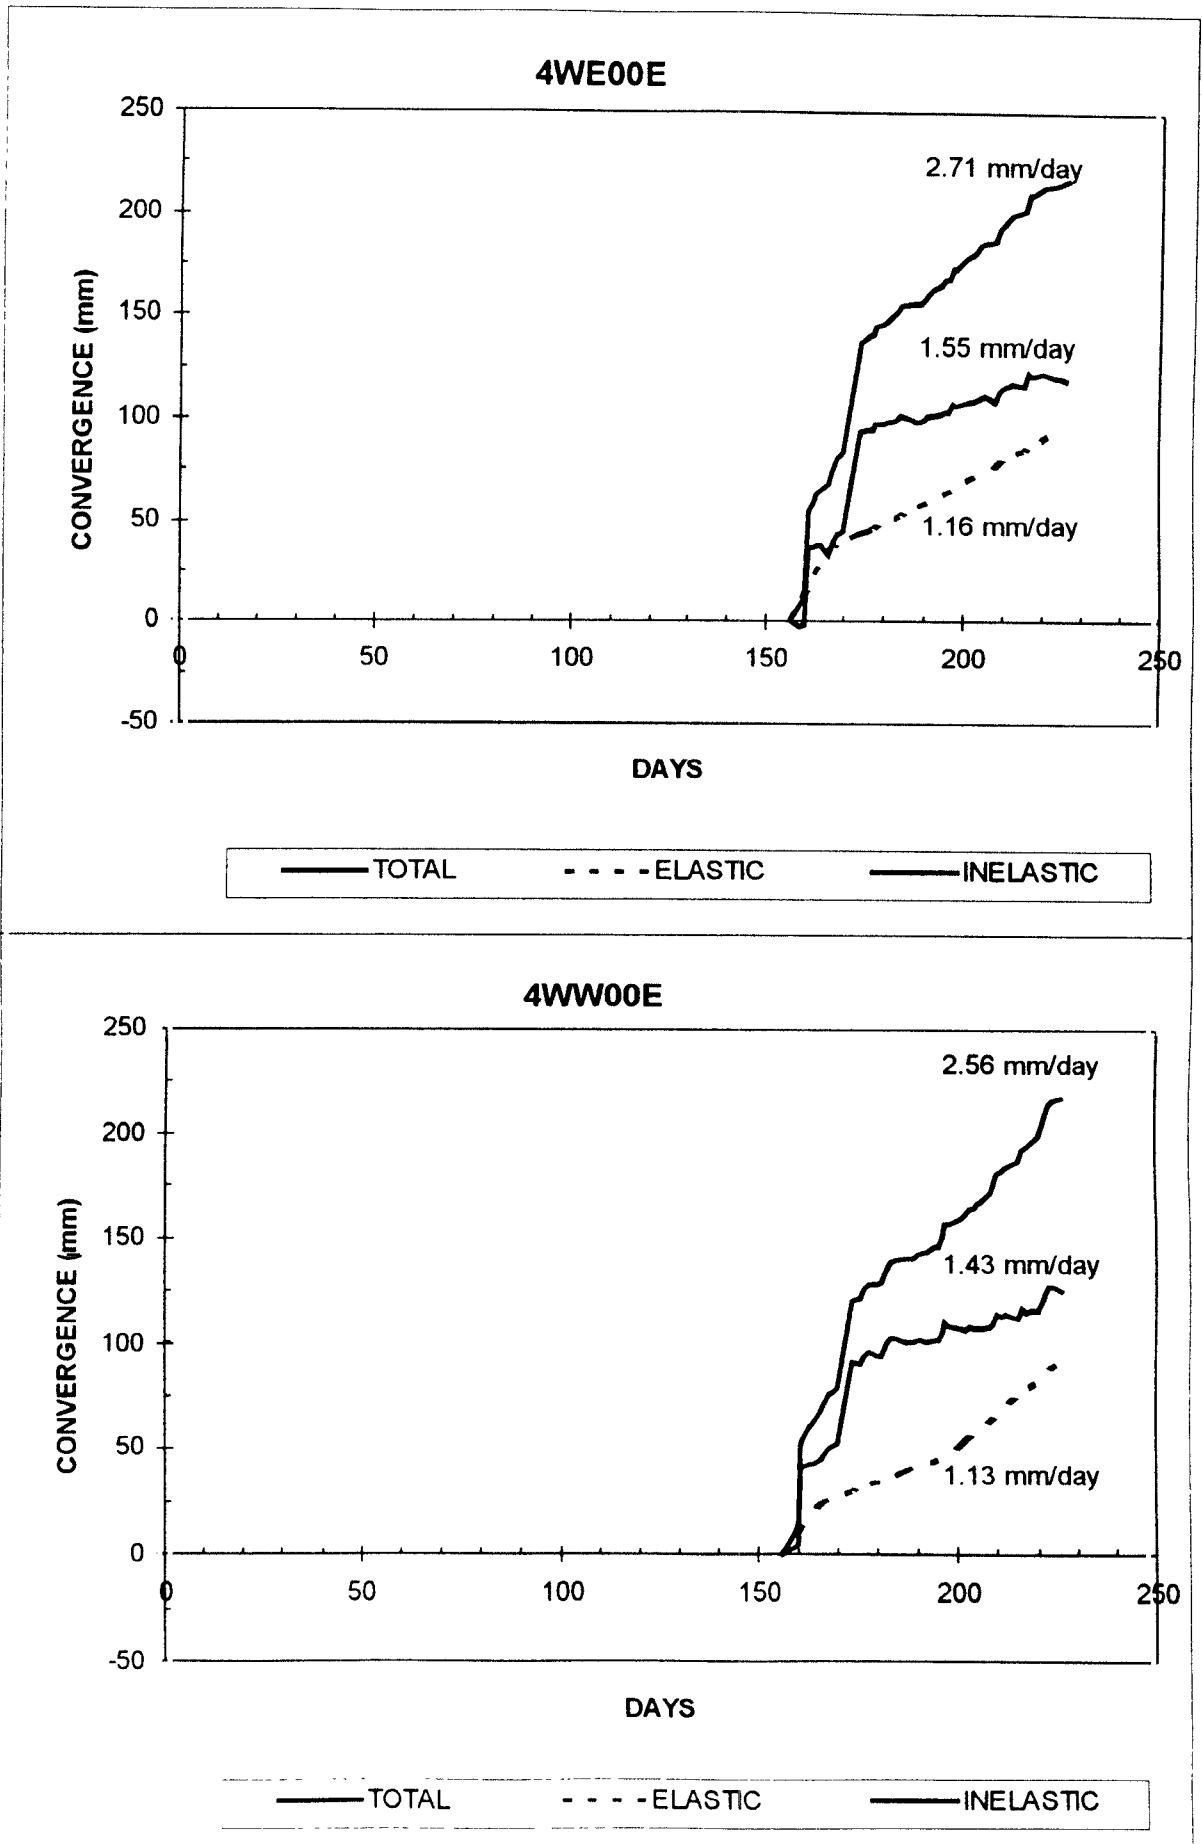 4WE00E
250
2.71 mm/day
200
CONVERGENCE (mm)
150
1.55 mm/day
100
50
1.16 mm/day
0
0 50 100 150 200 250
-50
DAYS
TOTAL ELASTIC INELASTIC
4WW00E
250
2.56 mm/day
200
CONVERGENCE (mm)
150
1.43 mm/day
100
50
1.13 mm/day
0
0 50 100 150 200 250
-50
DAYS
TOTAL ELASTIC INELASTIC